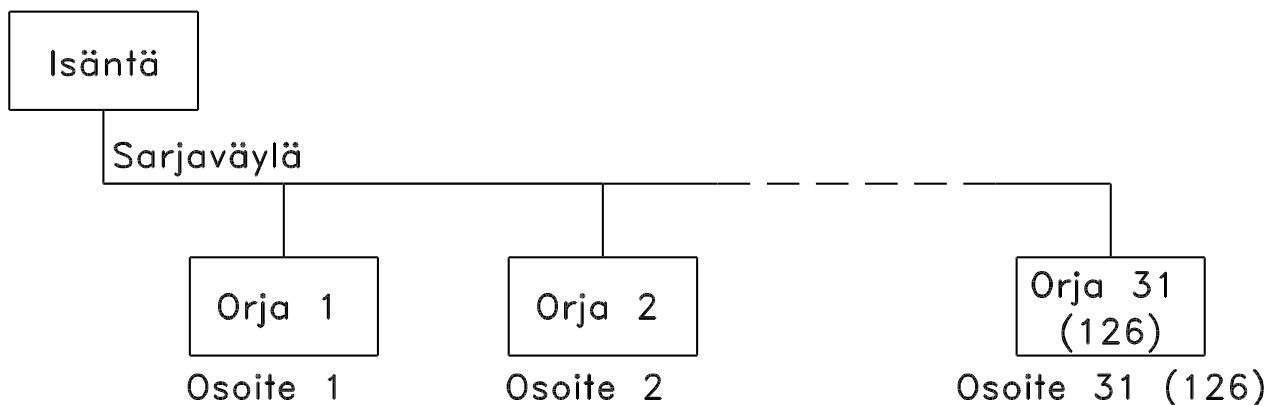 Isäntä
Sarjaväylä
Orja 1
Orja 2
Orja 31
(126)
Osoite 1
Osoite 2
Osoite 31 (126)